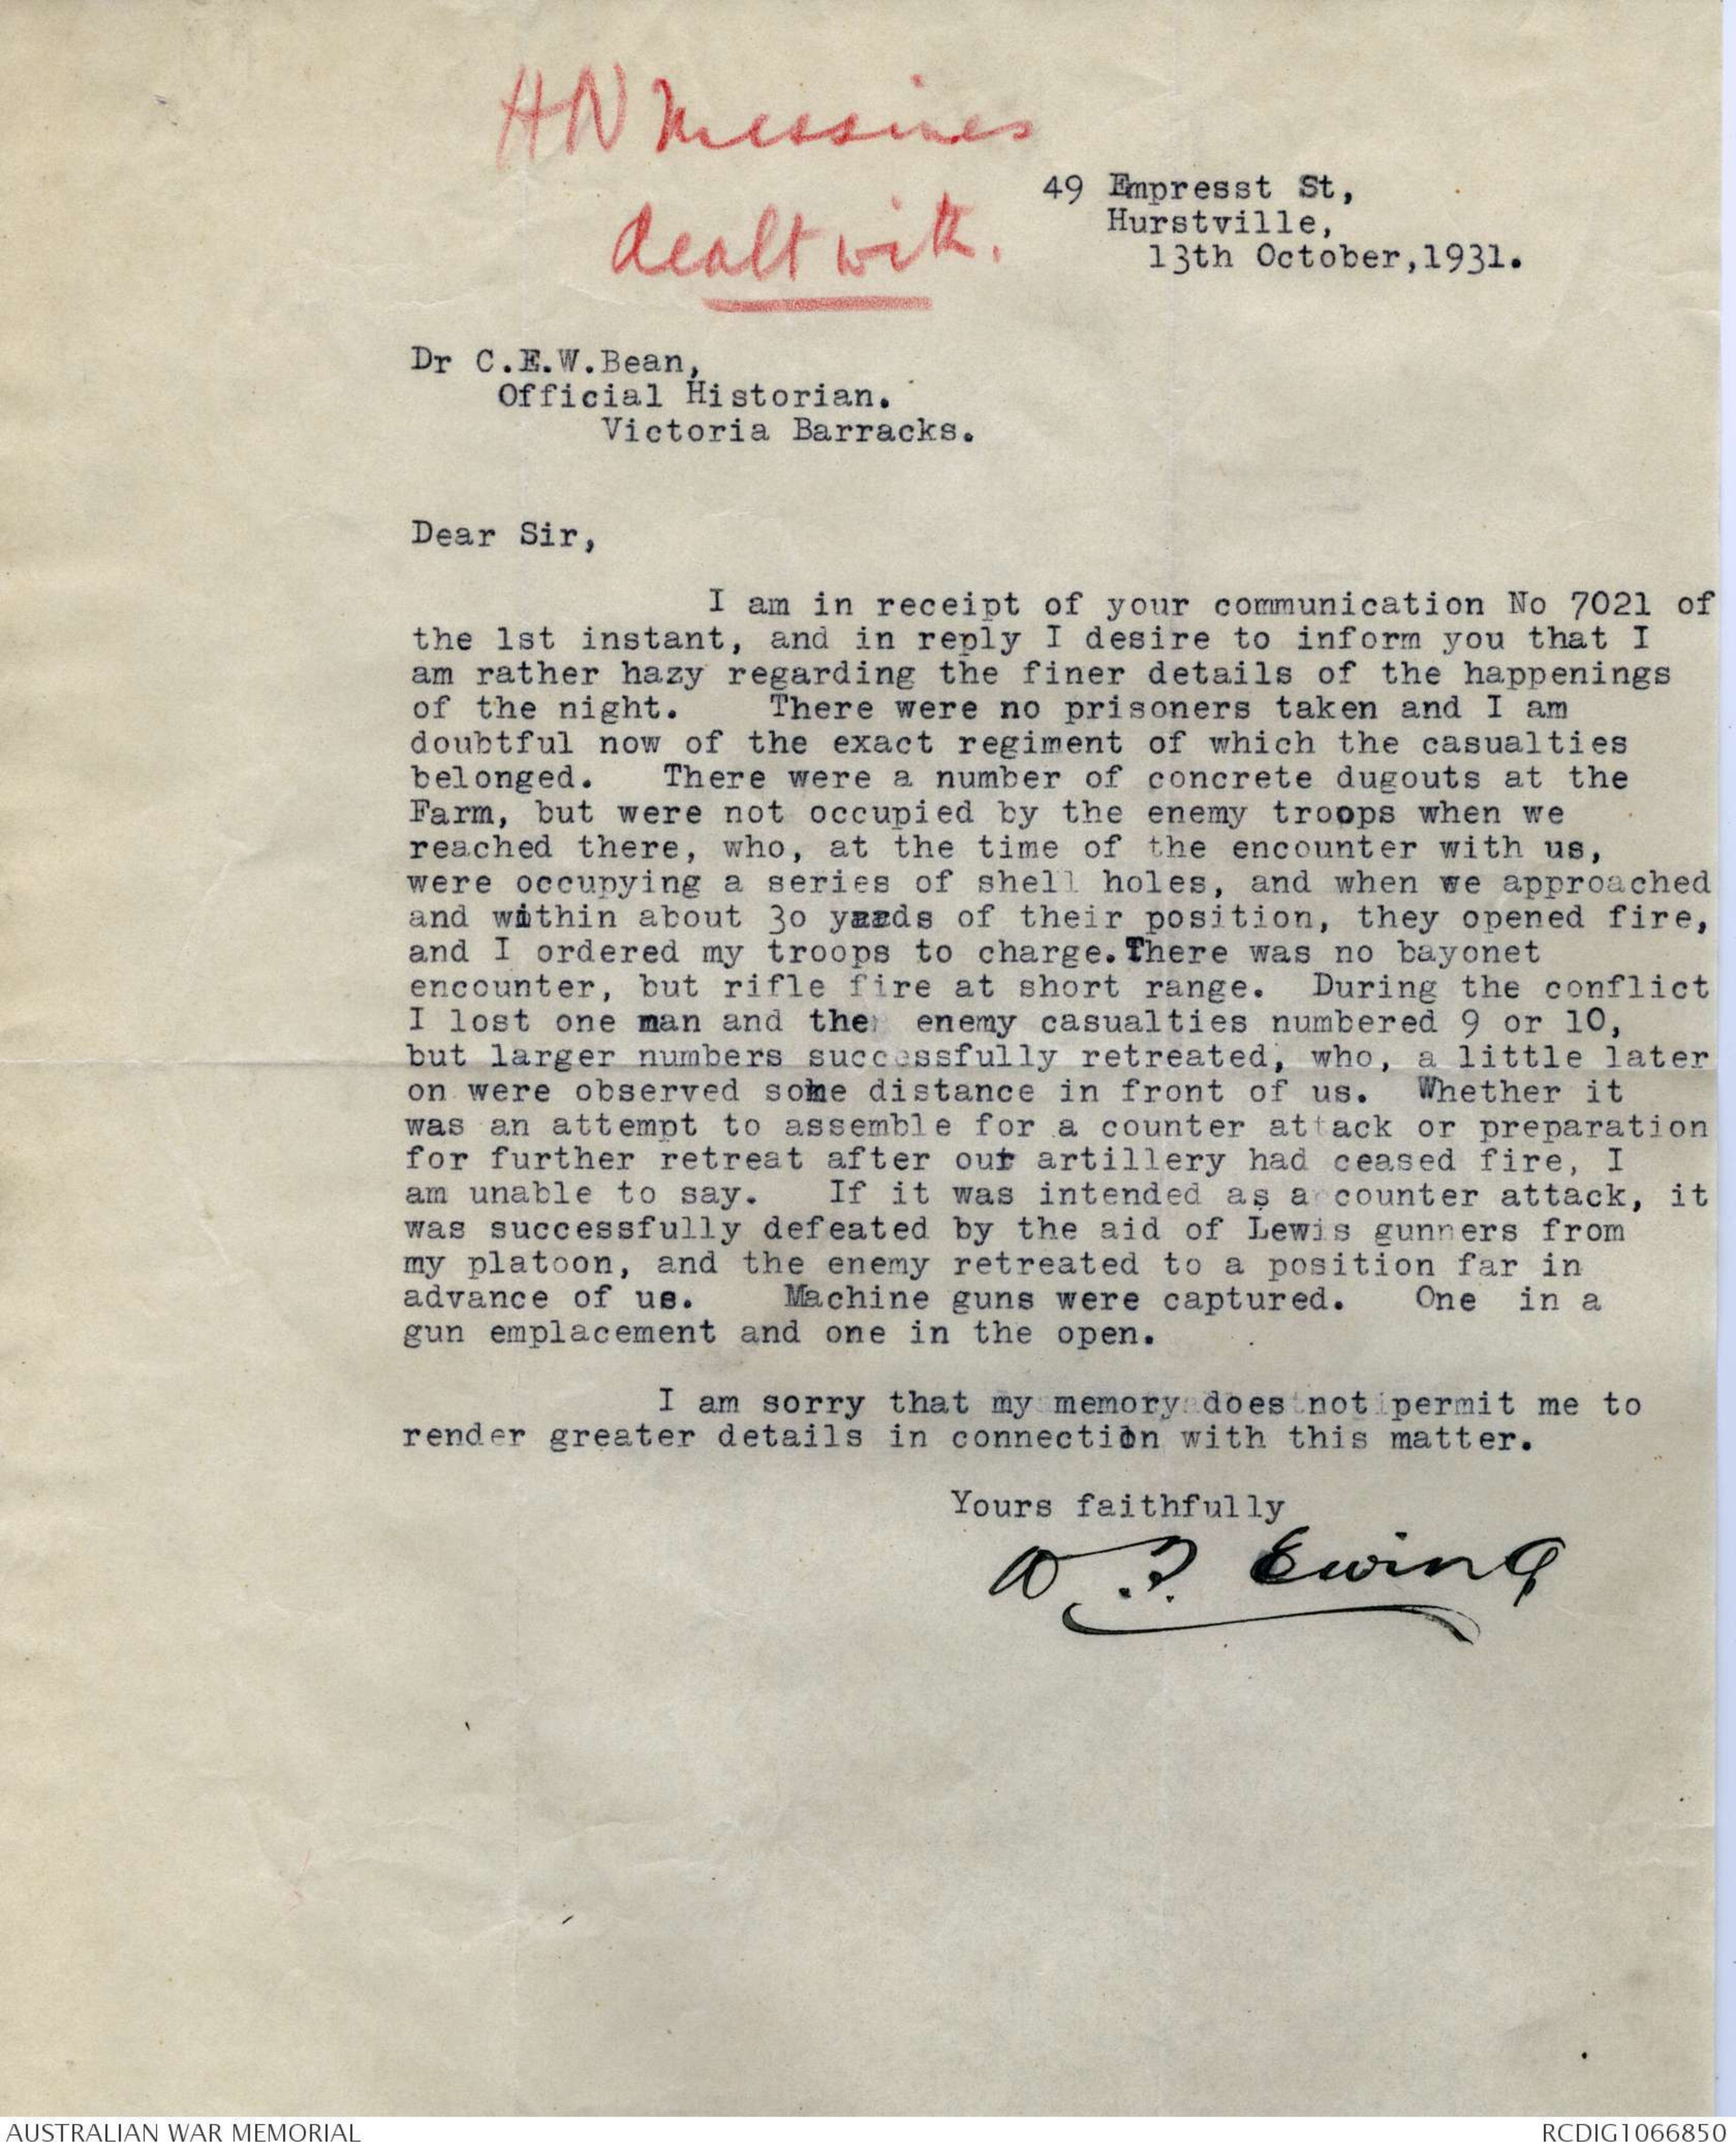 HN Messines
dealt with.
49 Empresst St,
Hurstville,
13th October,1931.
Dr C.E.W.Bean,
Official Historian.
Victoria Barracks.
Dear Sir,
I am in receipt of your communication No 7021 of
the 1st instant, and in reply I desire to inform you that I
am rather hazy regarding the finer details of the happenings
of the night. There were no prisoners taken and I am
doubtful now of the exact regiment of which the casualties
belonged. There were a number of concrete dugouts at the
Farm, but were not occupied by the enemy troops when we
reached there, who, at the time of the encounter with us,
were occupying a series of shell holes, and when we approached
and within about 30 yards of their position, they opened fire,
and I ordered my troops to charge.There was no bayonet
encounter, but rifle fire at short range. During the conflict
I lost one man and the enemy casualties numbered 9 or 10,
but larger numbers successfully retreated, who, a little later
on were observed some distance in front of us. Whether it
was an attempt to assemble for a counter attack or preparation
for further retreat after our artillery had ceased fire, I
am unable to say. If it was intended as a counter attack, it
was successfully defeated by the aid of Lewis gunners from
my platoon, and the enemy retreated to a position far in
advance of us. Machine guns were captured. One in a
gun emplacement and one in the open.
I am sorry that my memory does not permit me to
render greater details in connection with this matter.
Yours faithfully
Ewing
AUSTRALIAN WAR MEMORIAL
RCDIG1066850